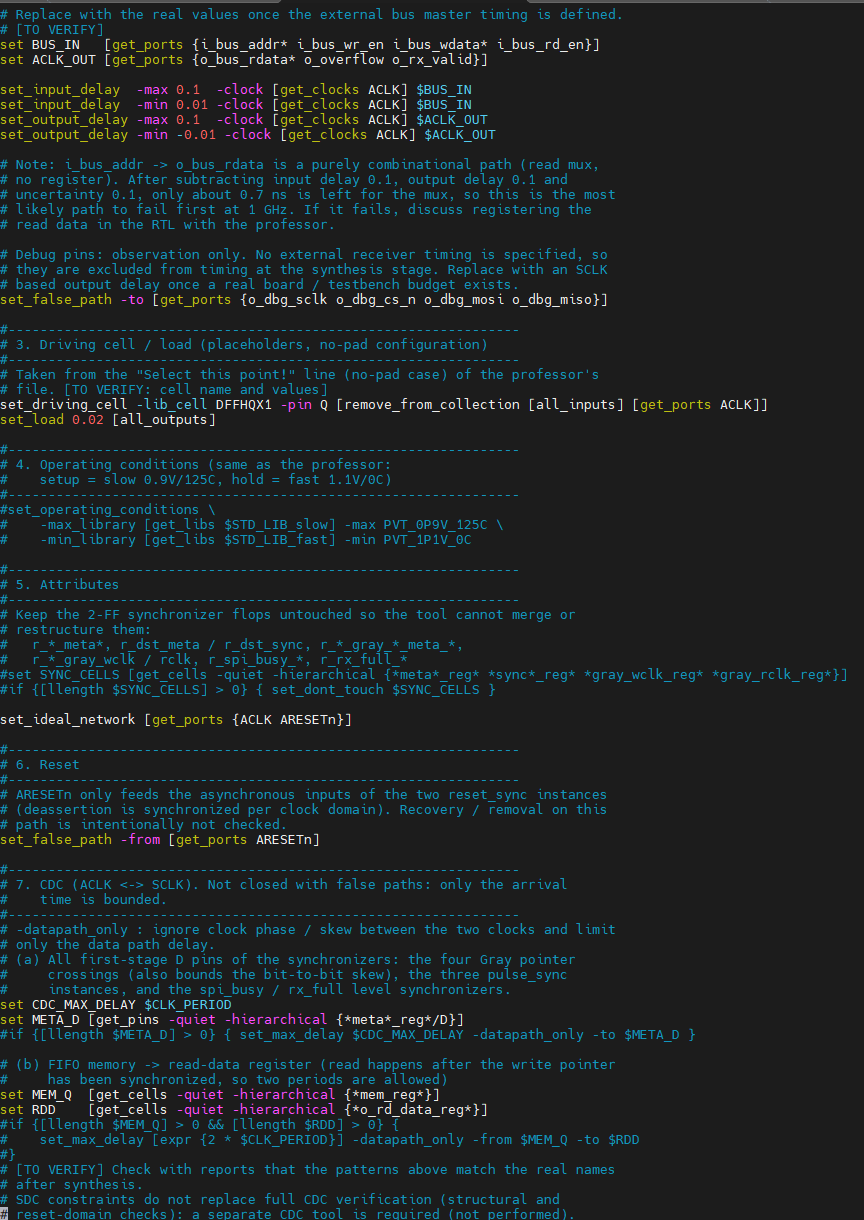 # Replace with the real values once the external bus master timing is defined.
# [TO VERIFY]
set BUS_IN   [get_ports {i_bus_addr* i_bus_wr_en i_bus_wdata* i_bus_rd_en}]
set ACLK_OUT [get_ports {o_bus_rdata* o_overflow o_rx_valid}]

set_input_delay  -max 0.1  -clock [get_clocks ACLK] $BUS_IN
set_input_delay  -min 0.01 -clock [get_clocks ACLK] $BUS_IN
set_output_delay -max 0.1  -clock [get_clocks ACLK] $ACLK_OUT
set_output_delay -min -0.01 -clock [get_clocks ACLK] $ACLK_OUT

# Note: i_bus_addr -> o_bus_rdata is a purely combinational path (read mux,
# no register). After subtracting input delay 0.1, output delay 0.1 and
# uncertainty 0.1, only about 0.7 ns is left for the mux, so this is the most
# likely path to fail first at 1 GHz. If it fails, discuss registering the
# read data in the RTL with the professor.

# Debug pins: observation only. No external receiver timing is specified, so
# they are excluded from timing at the synthesis stage. Replace with an SCLK
# based output delay once a real board / testbench budget exists.
set_false_path -to [get_ports {o_dbg_sclk o_dbg_cs_n o_dbg_mosi o_dbg_miso}]

#----------------------------------------------------------------
# 3. Driving cell / load (placeholders, no-pad configuration)
#----------------------------------------------------------------
# Taken from the "Select this point!" line (no-pad case) of the professor's
# file. [TO VERIFY: cell name and values]
set_driving_cell -lib_cell DFFHQX1 -pin Q [remove_from_collection [all_inputs] [get_ports ACLK]]
set_load 0.02 [all_outputs]

#----------------------------------------------------------------
# 4. Operating conditions (same as the professor:
#    setup = slow 0.9V/125C, hold = fast 1.1V/0C)
#----------------------------------------------------------------
#set_operating_conditions \
#    -max_library [get_libs $STD_LIB_slow] -max PVT_0P9V_125C \
#    -min_library [get_libs $STD_LIB_fast] -min PVT_1P1V_0C

#----------------------------------------------------------------
# 5. Attributes
#----------------------------------------------------------------
# Keep the 2-FF synchronizer flops untouched so the tool cannot merge or
# restructure them:
#   r_*_meta*, r_dst_meta / r_dst_sync, r_*_gray_*_meta_*,
#   r_*_gray_wclk / rclk, r_spi_busy_*, r_rx_full_*
#set SYNC_CELLS [get_cells -quiet -hierarchical {*meta*_reg* *sync*_reg* *gray_wclk_reg* *gray_rclk_reg*}]
#if {[llength $SYNC_CELLS] > 0} { set_dont_touch $SYNC_CELLS }

set_ideal_network [get_ports {ACLK ARESETn}]

#----------------------------------------------------------------
# 6. Reset
#----------------------------------------------------------------
# ARESETn only feeds the asynchronous inputs of the two reset_sync instances
# (deassertion is synchronized per clock domain). Recovery / removal on this
# path is intentionally not checked.
set_false_path -from [get_ports ARESETn]

#----------------------------------------------------------------
# 7. CDC (ACLK <-> SCLK). Not closed with false paths: only the arrival
#    time is bounded.
#----------------------------------------------------------------
# -datapath_only : ignore clock phase / skew between the two clocks and limit
# only the data path delay.
# (a) All first-stage D pins of the synchronizers: the four Gray pointer
#     crossings (also bounds the bit-to-bit skew), the three pulse_sync
#     instances, and the spi_busy / rx_full level synchronizers.
set CDC_MAX_DELAY $CLK_PERIOD
set META_D [get_pins -quiet -hierarchical {*meta*_reg*/D}]
#if {[llength $META_D] > 0} { set_max_delay $CDC_MAX_DELAY -datapath_only -to $META_D }

# (b) FIFO memory -> read-data register (read happens after the write pointer
#     has been synchronized, so two periods are allowed)
set MEM_Q  [get_cells -quiet -hierarchical {*mem_reg*}]
set RDD    [get_cells -quiet -hierarchical {*o_rd_data_reg*}]
#if {[llength $MEM_Q] > 0 && [llength $RDD] > 0} {
#    set_max_delay [expr {2 * $CLK_PERIOD}] -datapath_only -from $MEM_Q -to $RDD
#}
# [TO VERIFY] Check with reports that the patterns above match the real names
# after synthesis.
# SDC constraints do not replace full CDC verification (structural and
# reset-domain checks): a separate CDC tool is required (not performed).